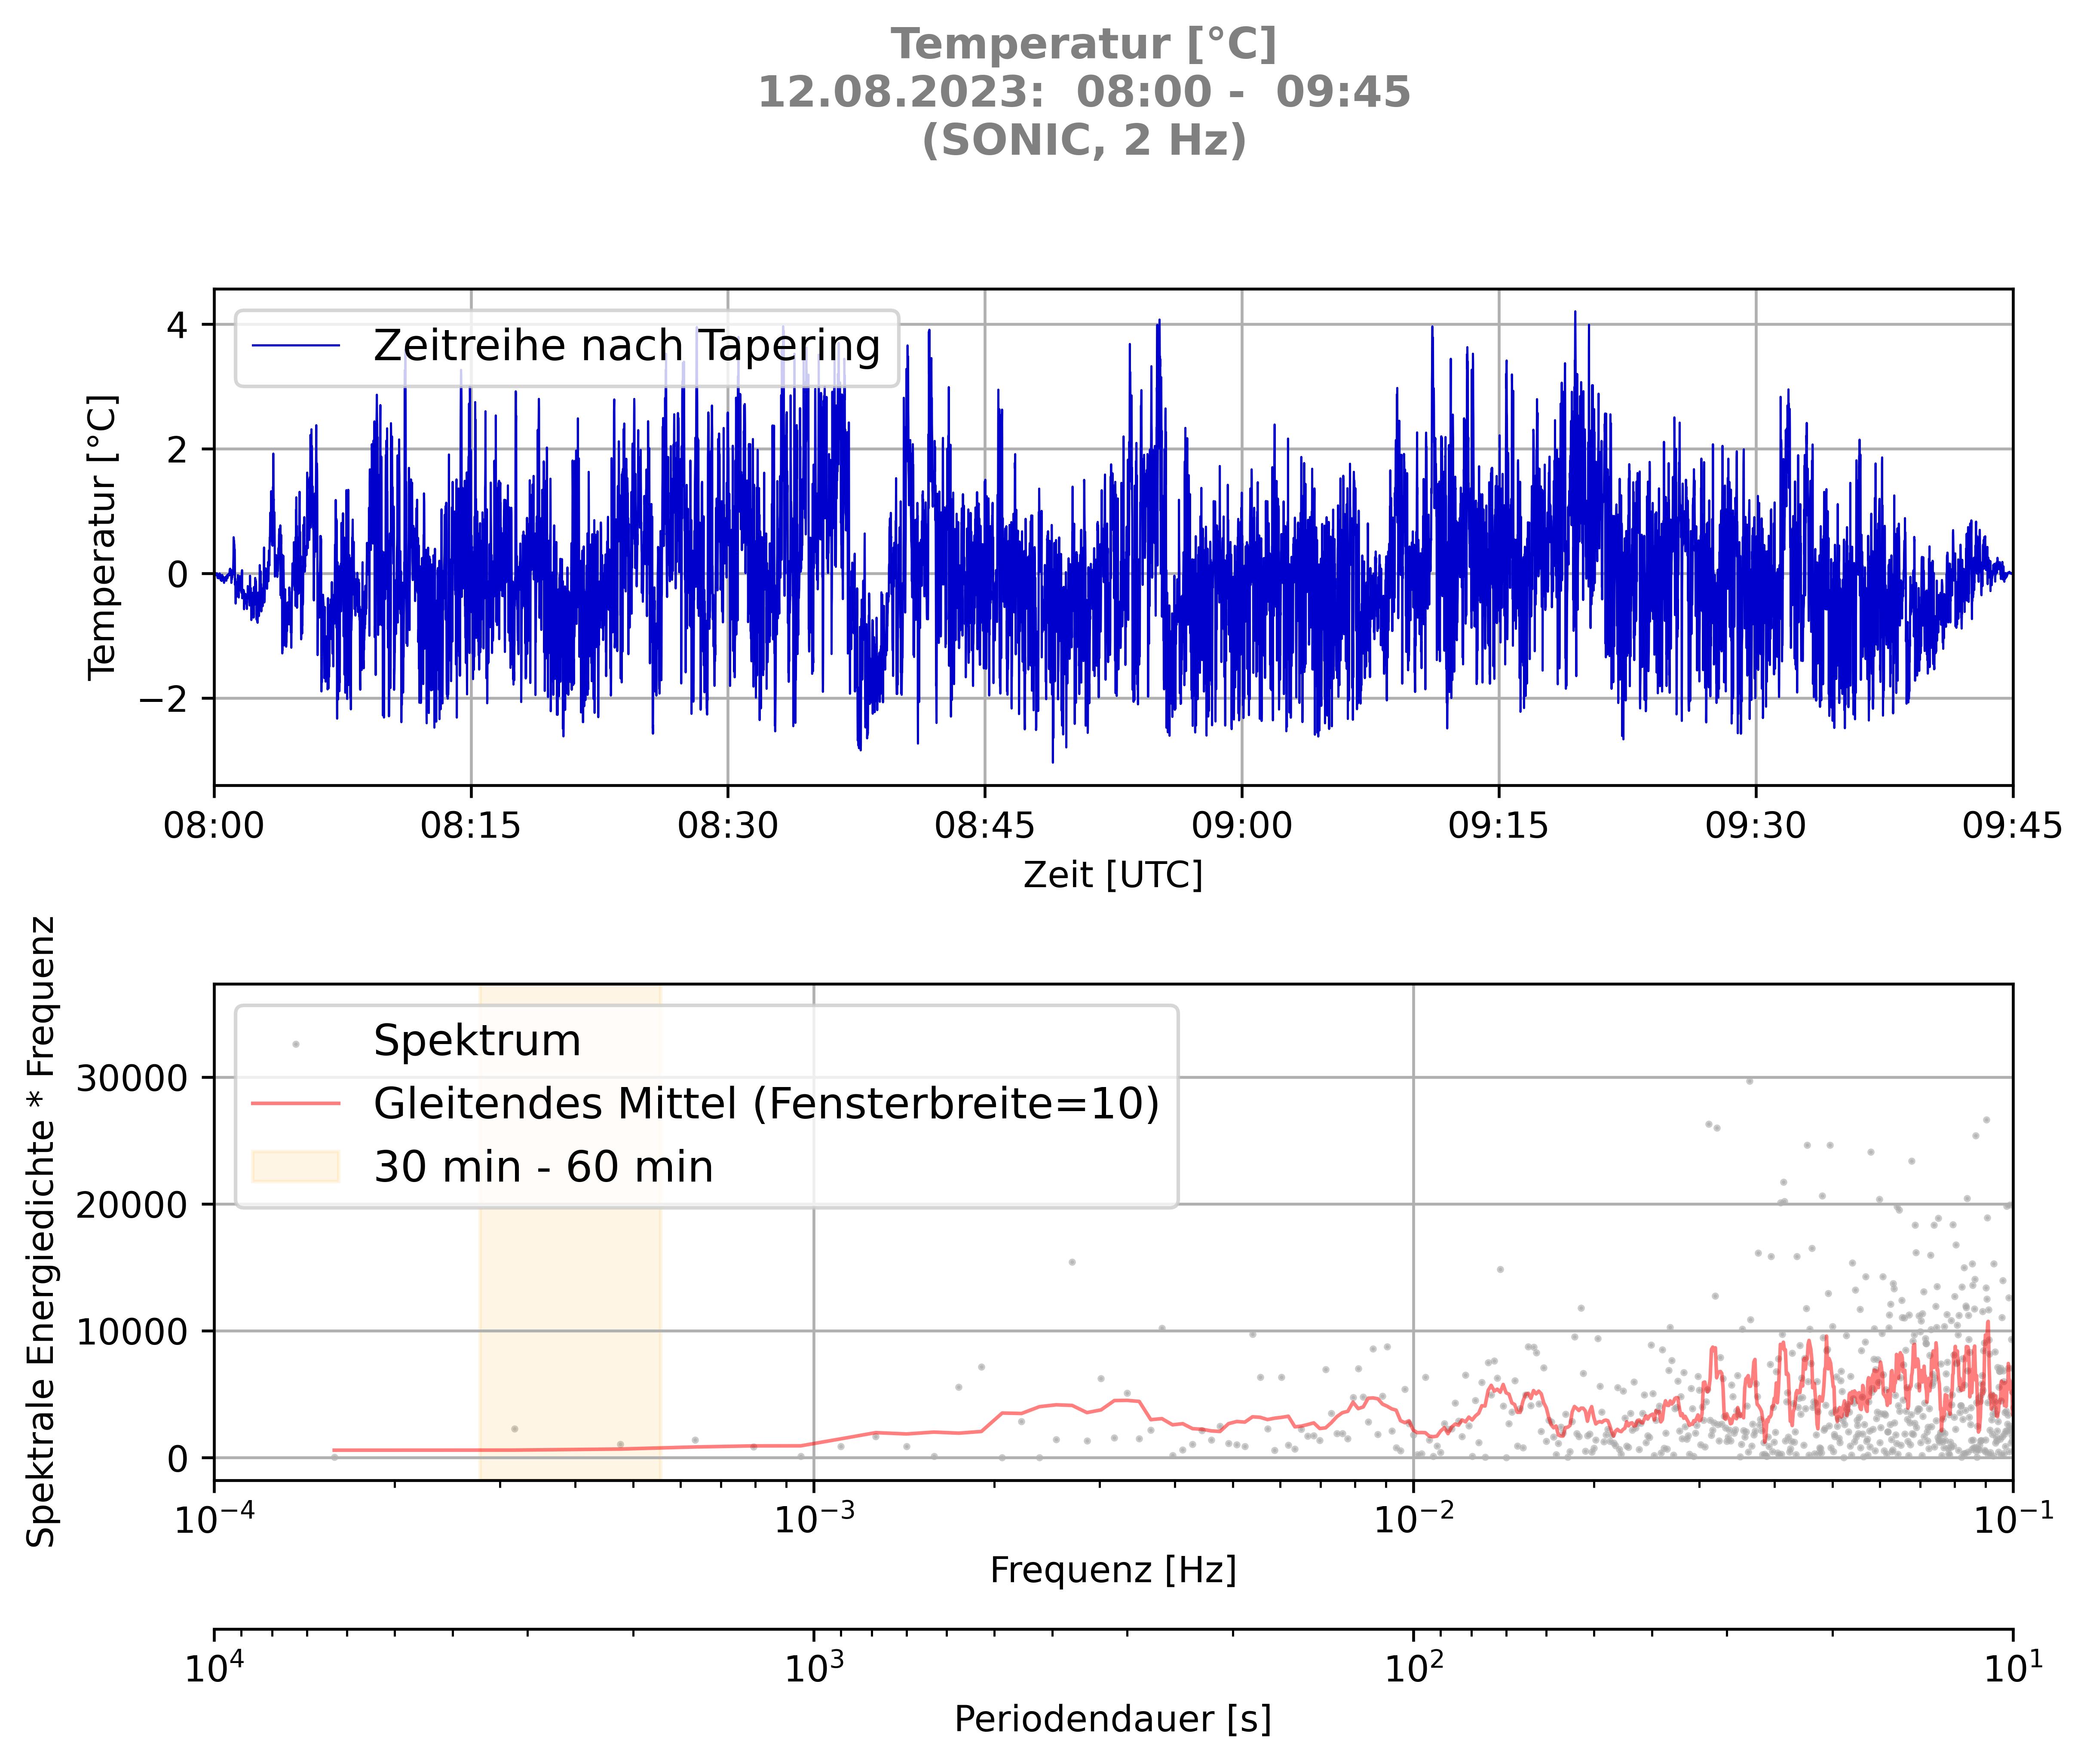 Temperatur [°C]
12.08.2023:  08:00 -  09:45
(SONIC, 2 Hz)
Temperatur [°C]
4
2
0
−2
Zeitreihe nach Tapering
08:00 08:15 08:30 08:45 09:00 09:15 09:30 09:45
Zeit [UTC]
Spektrale Energiedichte * Frequenz
30000
20000
10000
0
Spektrum
Gleitendes Mittel (Fensterbreite=10)
30 min - 60 min
10⁻⁴ 10⁻³ 10⁻² 10⁻¹
Frequenz [Hz]
10⁴ 10³ 10² 10¹
Periodendauer [s]